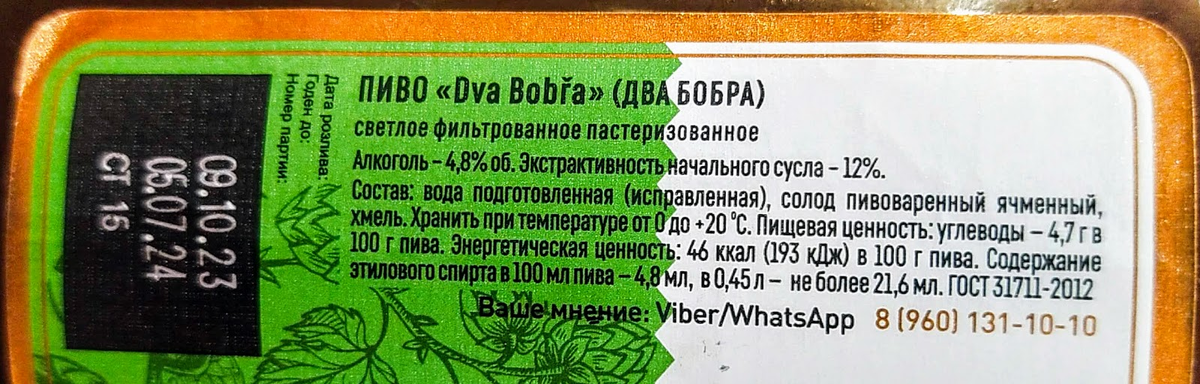 Дата розлива:
Годен до:
Номер партии:
09.10.23
05.07.24
СТ 15
ПИВО «Dva Bobřa» (ДВА БОБРА)
светлое фильтрованное пастеризованное
Алкоголь – 4,8% об. Экстрактивность начального сусла – 12%.
Состав: вода подготовленная (исправленная), солод пивоваренный ячменный,
хмель. Хранить при температуре от 0 до +20 °С. Пищевая ценность: углеводы – 4,7 г в
100 г пива. Энергетическая ценность: 46 ккал (193 кДж) в 100 г пива. Содержание
этилового спирта в 100 мл пива – 4,8 мл, в 0,45 л – не более 21,6 мл. ГОСТ 31711-2012
Ваше мнение: Viber/WhatsApp 8 (960) 131-10-10